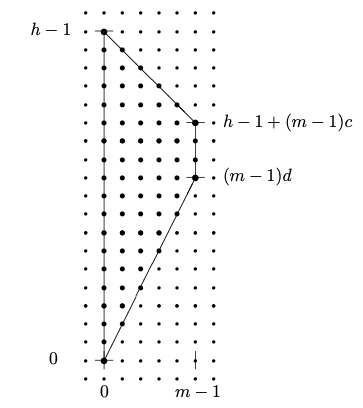 h − 1
h − 1 + (m − 1)c
(m − 1)d
0
0 m − 1